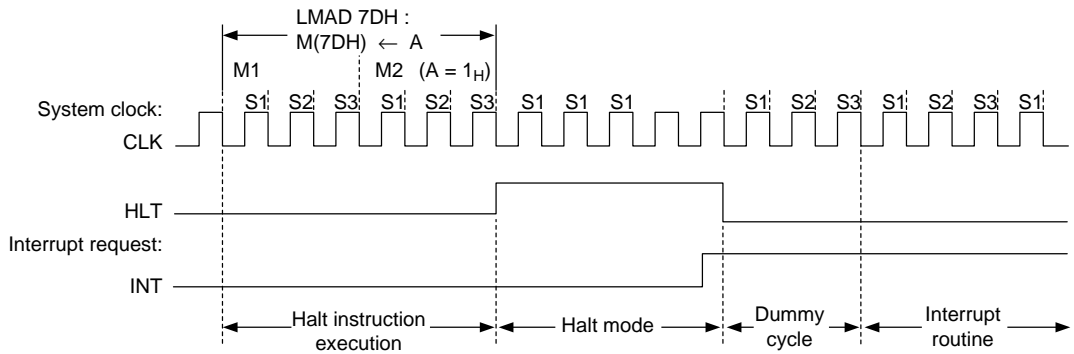 LMAD 7DH :
M(7DH) ← A
M1 M2 (A = 1H)
System clock: S1 S2 S3 S1 S2 S3 S1 S1 S1 S1 S2 S3 S1 S2 S3 S1
CLK
HLT
Interrupt request:
INT
Halt instruction execution
Halt mode
Dummy cycle
Interrupt routine